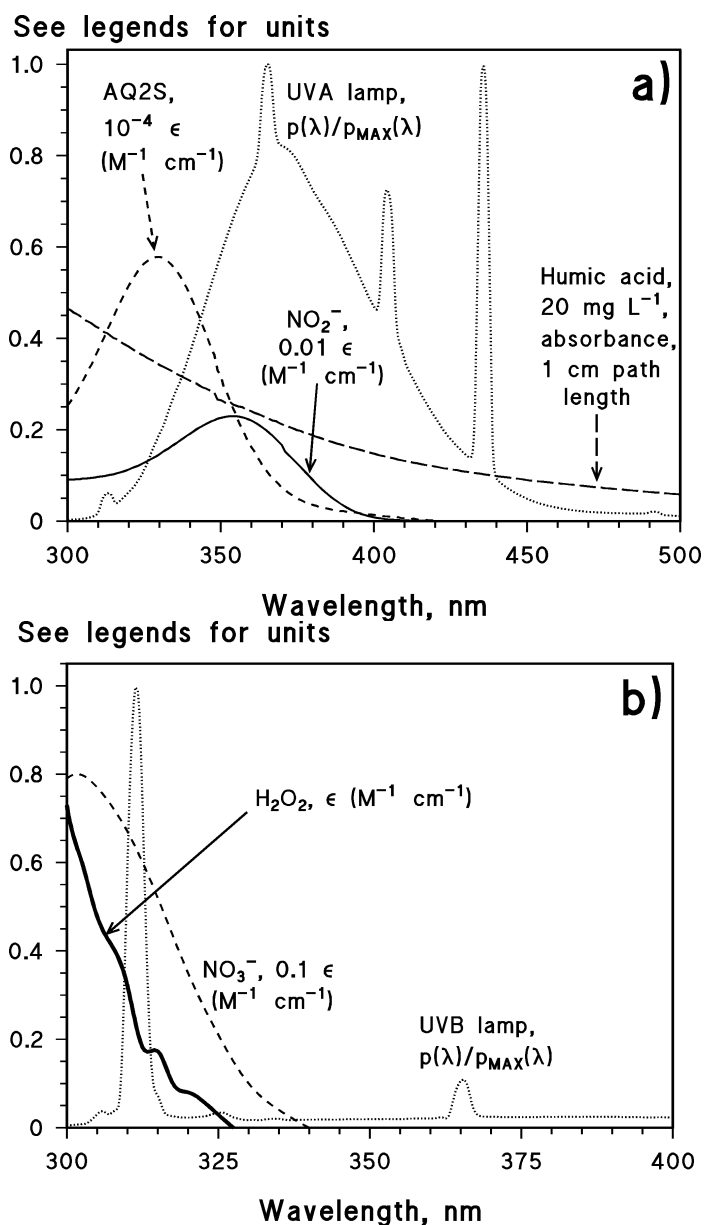 See legends for units
a)
1.0
0.8
0.6
0.4
0.2
0
AQ2S,
10⁻⁴ ϵ
(M⁻¹ cm⁻¹)
UVA lamp,
p(λ)/pMAX(λ)
NO₂⁻,
0.01 ϵ
(M⁻¹ cm⁻¹)
Humic acid,
20 mg L⁻¹,
absorbance,
1 cm path
length
300 350 400 450 500
Wavelength, nm
See legends for units
b)
1.0
0.8
0.6
0.4
0.2
0
H₂O₂, ϵ (M⁻¹ cm⁻¹)
NO₃⁻, 0.1 ϵ
(M⁻¹ cm⁻¹)
UVB lamp,
p(λ)/pMAX(λ)
300 325 350 375 400
Wavelength, nm